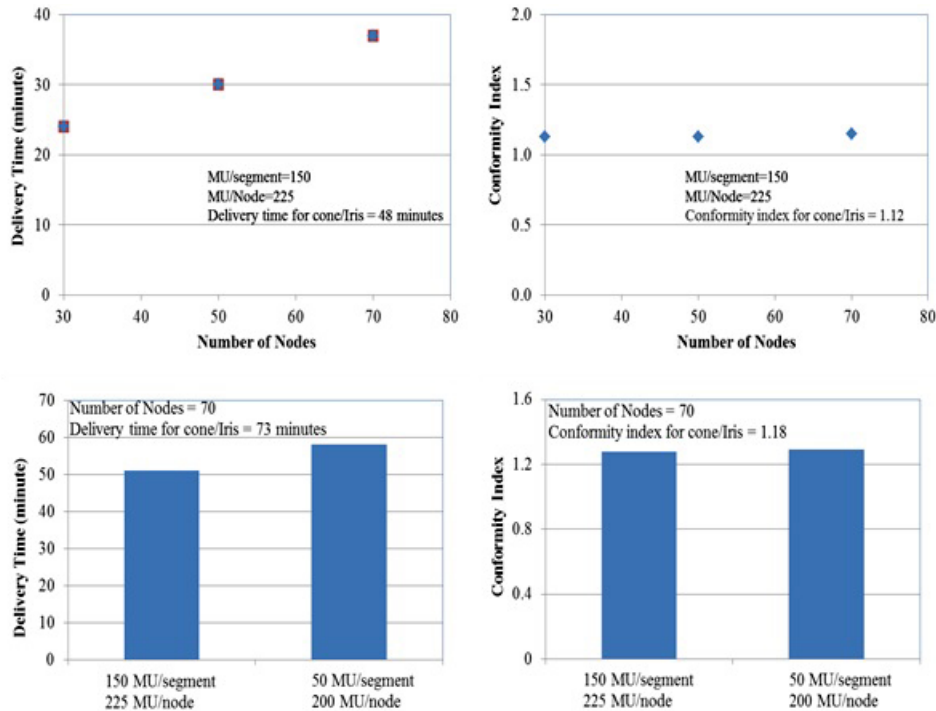 40
30
20
10
0
Delivery Time (minute)
MU/segment=150
MU/Node=225
Delivery time for cone/Iris = 48 minutes
30 40 50 60 70 80
Number of Nodes
2.0
1.5
1.0
0.5
0.0
Conformity Index
MU/segment=150
MU/Node=225
Conformity index for cone/Iris = 1.12
30 40 50 60 70 80
Number of Nodes
70
60
50
40
30
20
10
0
Delivery Time (minute)
Number of Nodes = 70
Delivery time for cone/Iris = 73 minutes
150 MU/segment 50 MU/segment
225 MU/node 200 MU/node
1.6
1.2
0.8
0.4
0
Conformity Index
Number of Nodes = 70
Conformity index for cone/Iris = 1.18
150 MU/segment 50 MU/segment
225 MU/node 200 MU/node